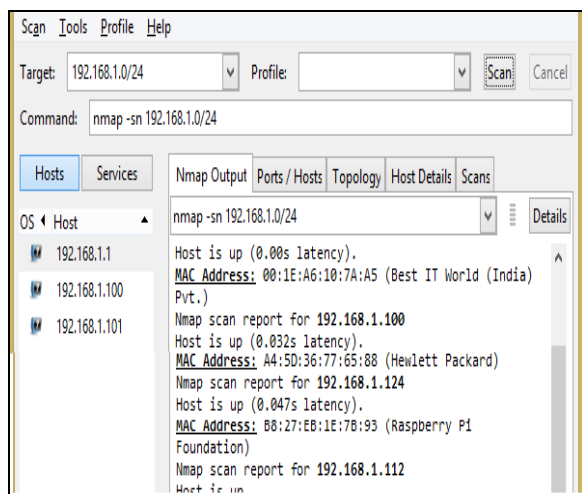 Scan Tools Profile Help
Target: 192.168.1.0/24 Profile: Scan Cancel
Command: nmap -sn 192.168.1.0/24
Hosts Services Nmap Output Ports / Hosts Topology Host Details Scans
OS Host nmap -sn 192.168.1.0/24 Details
192.168.1.1
192.168.1.100
192.168.1.101
Host is up (0.00s latency).
MAC Address: 00:1E:A6:10:7A:A5 (Best IT World (India)
Pvt.)
Nmap scan report for 192.168.1.100
Host is up (0.032s latency).
MAC Address: A4:5D:36:77:65:88 (Hewlett Packard)
Nmap scan report for 192.168.1.124
Host is up (0.047s latency).
MAC Address: B8:27:EB:1E:7B:93 (Raspberry Pi
Foundation)
Nmap scan report for 192.168.1.112
Host is up